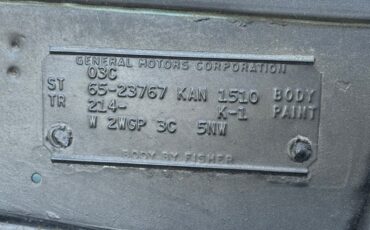 GENERAL MOTORS CORPORATION
03C
ST 65-23767 KAN 1510 BODY
TR 214- K-1 PAINT
W 2WGP 3C 5NW
BODY BY FISHER